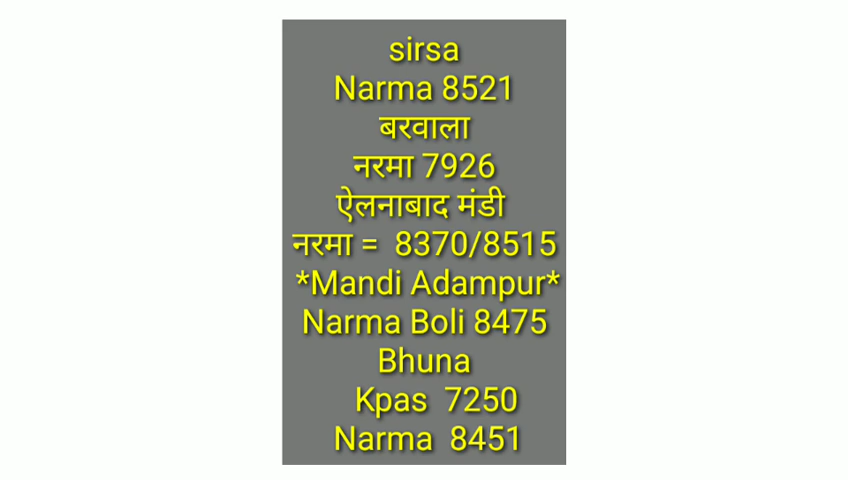 sirsa
Narma 8521
बरवाला
नरमा 7926
ऐलनाबाद मंडी
नरमा = 8370/8515
*Mandi Adampur*
Narma Boli 8475
Bhuna
Kpas 7250
Narma 8451